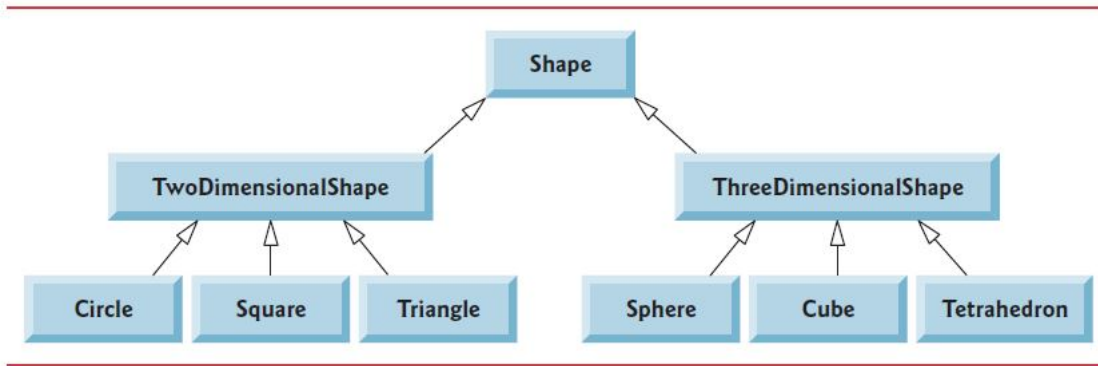 Shape
TwoDimensionalShape ThreeDimensionalShape
Circle Square Triangle Sphere Cube Tetrahedron